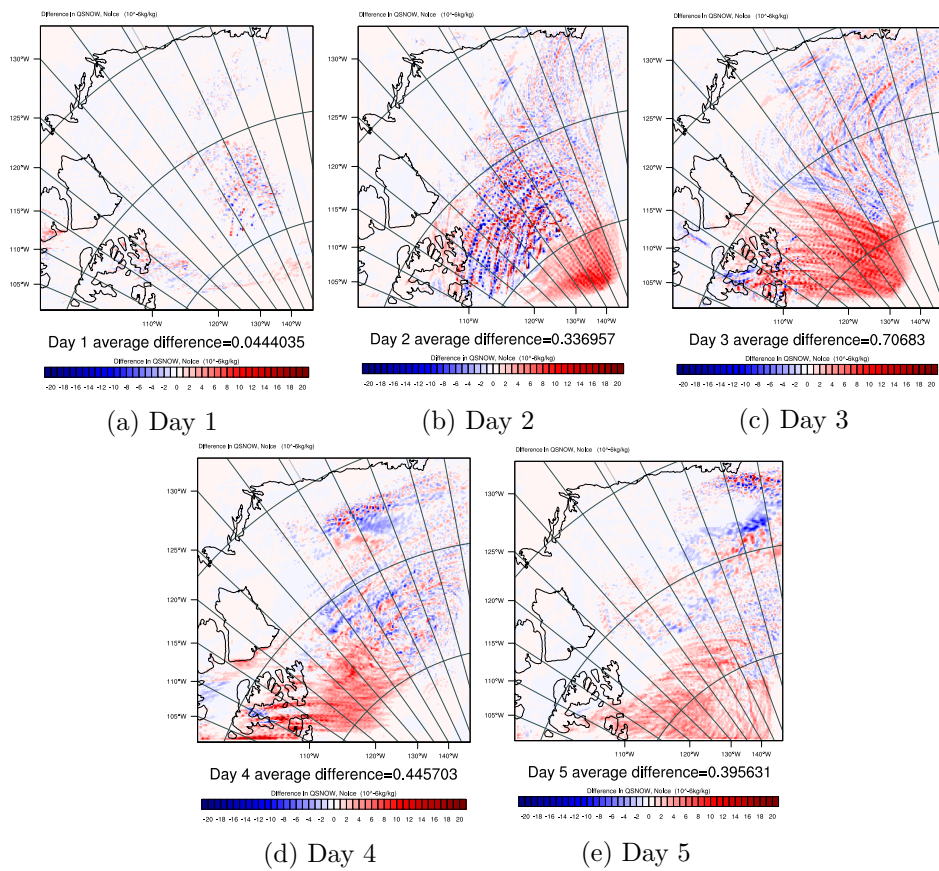 Difference in QSNOW, NoIce (10^-6kg/kg)
130°W
125°W
120°W
115°W
110°W
105°W
110°W 120°W 130°W 140°W
Day 1 average difference=0.0444035
Difference in QSNOW, NoIce (10^-6kg/kg)
-20 -18 -16 -14 -12 -10 -8 -6 -4 -2 0 2 4 6 8 10 12 14 16 18 20
(a) Day 1
Difference in QSNOW, NoIce (10^-6kg/kg)
130°W
125°W
120°W
115°W
110°W
105°W
110°W 120°W 130°W 140°W
Day 2 average difference=0.336957
Difference in QSNOW, NoIce (10^-6kg/kg)
-20 -18 -16 -14 -12 -10 -8 -6 -4 -2 0 2 4 6 8 10 12 14 16 18 20
(b) Day 2
Difference in QSNOW, NoIce (10^-6kg/kg)
130°W
125°W
120°W
115°W
110°W
105°W
110°W 120°W 130°W 140°W
Day 3 average difference=0.70683
Difference in QSNOW, NoIce (10^-6kg/kg)
-20 -18 -16 -14 -12 -10 -8 -6 -4 -2 0 2 4 6 8 10 12 14 16 18 20
(c) Day 3
Difference in QSNOW, NoIce (10^-6kg/kg)
130°W
125°W
120°W
115°W
110°W
105°W
110°W 120°W 130°W 140°W
Day 4 average difference=0.445703
Difference in QSNOW, NoIce (10^-6kg/kg)
-20 -18 -16 -14 -12 -10 -8 -6 -4 -2 0 2 4 6 8 10 12 14 16 18 20
(d) Day 4
Difference in QSNOW, NoIce (10^-6kg/kg)
130°W
125°W
120°W
115°W
110°W
105°W
110°W 120°W 130°W 140°W
Day 5 average difference=0.395631
Difference in QSNOW, NoIce (10^-6kg/kg)
-20 -18 -16 -14 -12 -10 -8 -6 -4 -2 0 2 4 6 8 10 12 14 16 18 20
(e) Day 5